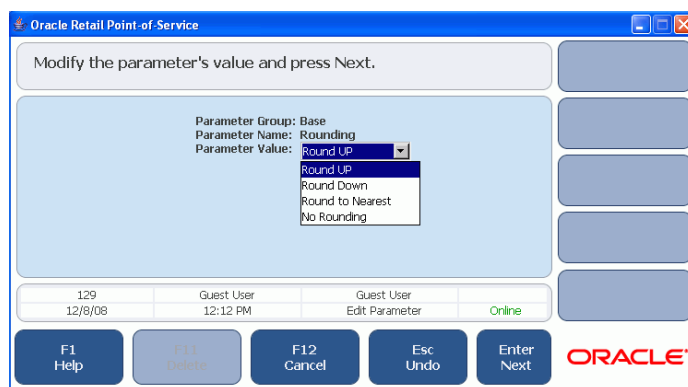 Oracle Retail Point-of-Service
Modify the parameter's value and press Next.
Parameter Group: Base
Parameter Name: Rounding
Parameter Value: Round UP
Round UP
Round Down
Round to Nearest
No Rounding
129 Guest User Guest User
12/8/08 12:12 PM Edit Parameter Online
F1 F11 F12 Esc Enter
Help Delete Cancel Undo Next
ORACLE